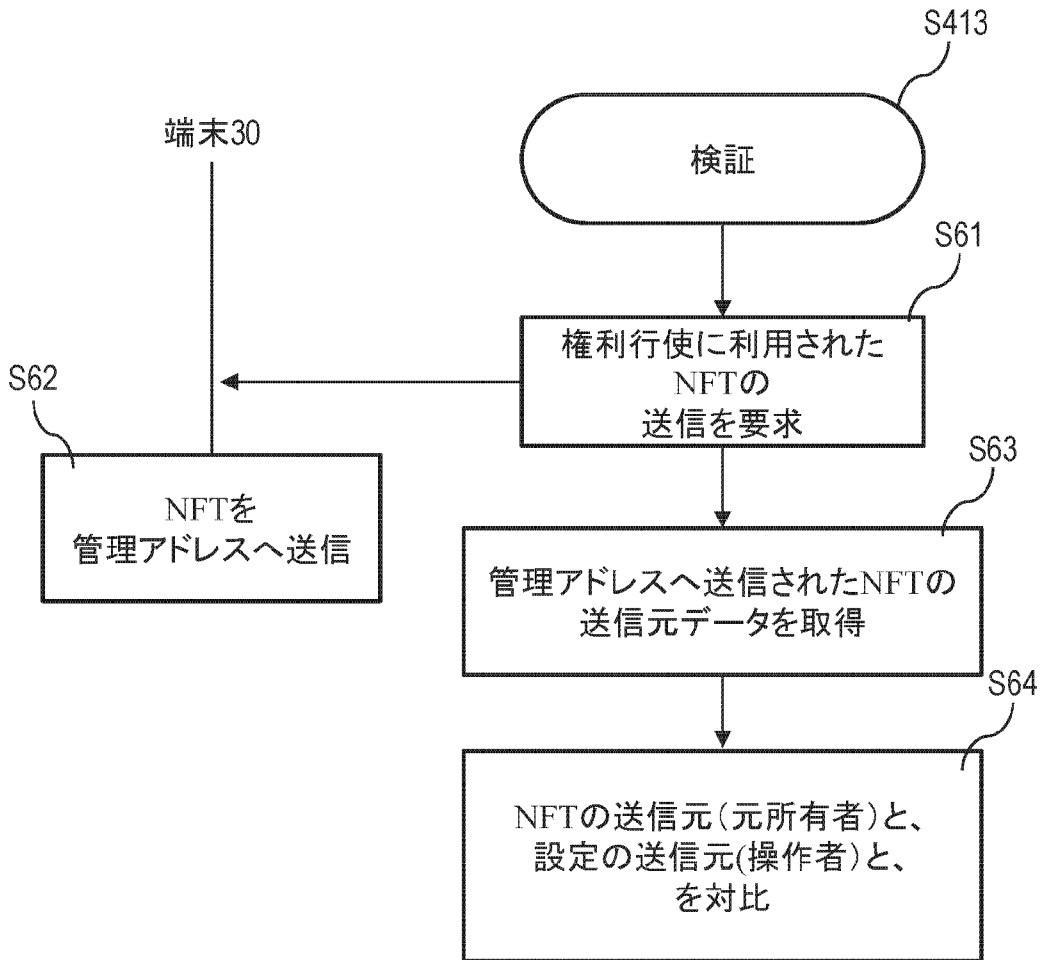 S413
端末30
検証
S61
権利行使に利用された
NFTの
送信を要求
S62
NFTを
管理アドレスへ送信
S63
管理アドレスへ送信されたNFTの
送信元データを取得
S64
NFTの送信元（元所有者）と、
設定の送信元(操作者）と、
を対比